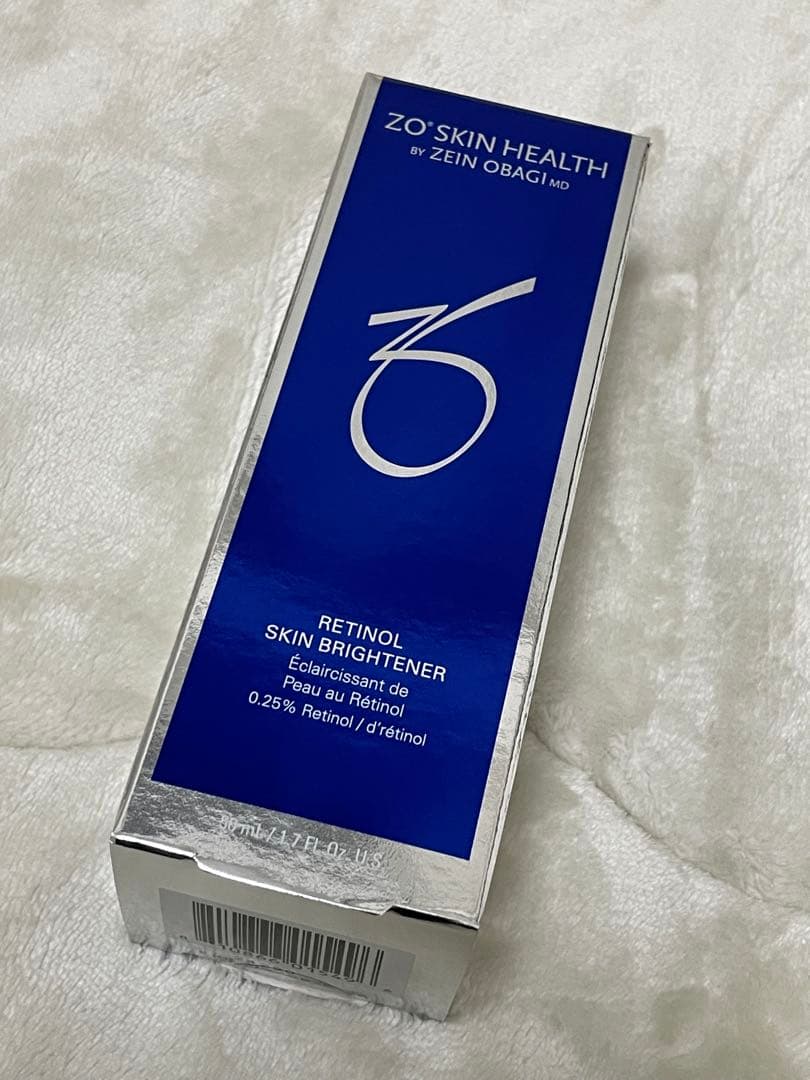 ZO® SKIN HEALTH
BY ZEIN OBAGI MD
RETINOL
SKIN BRIGHTENER
Éclaircissant de
Peau au Rétinol
0.25% Retinol / d'rétinol
50 mL / 1.7 Fl. Oz. U.S.